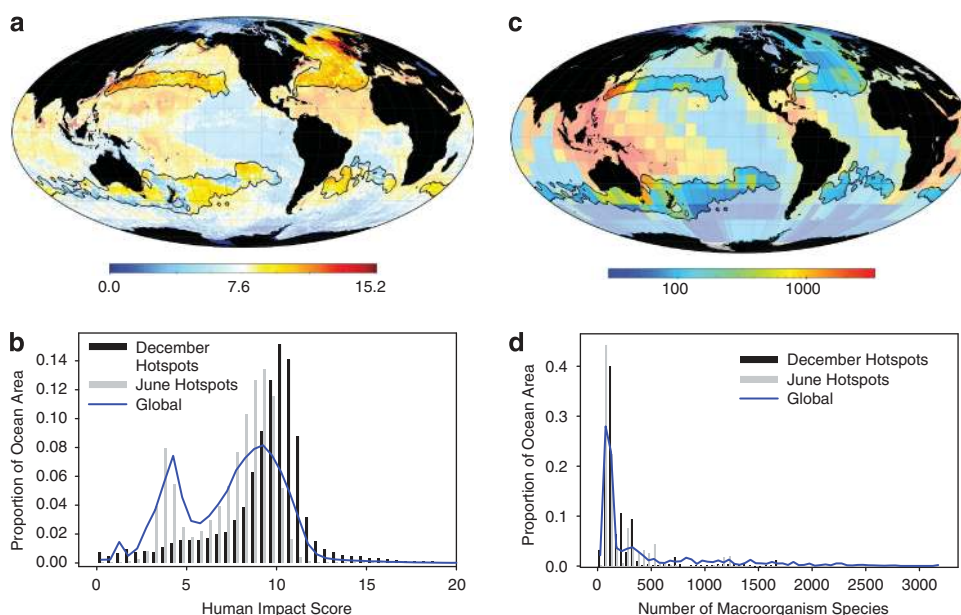 a
0.0
7.6
15.2
c
100
1000
b
Proportion of Ocean Area
0.14
0.12
0.10
0.08
0.06
0.04
0.02
0.00
December
Hotspots
June Hotspots
Global
0
5
10
15
20
Human Impact Score
d
Proportion of Ocean Area
0.4
0.3
0.2
0.1
0.0
December Hotspots
June Hotspots
Global
0
500
1000
1500
2000
2500
3000
Number of Macroorganism Species